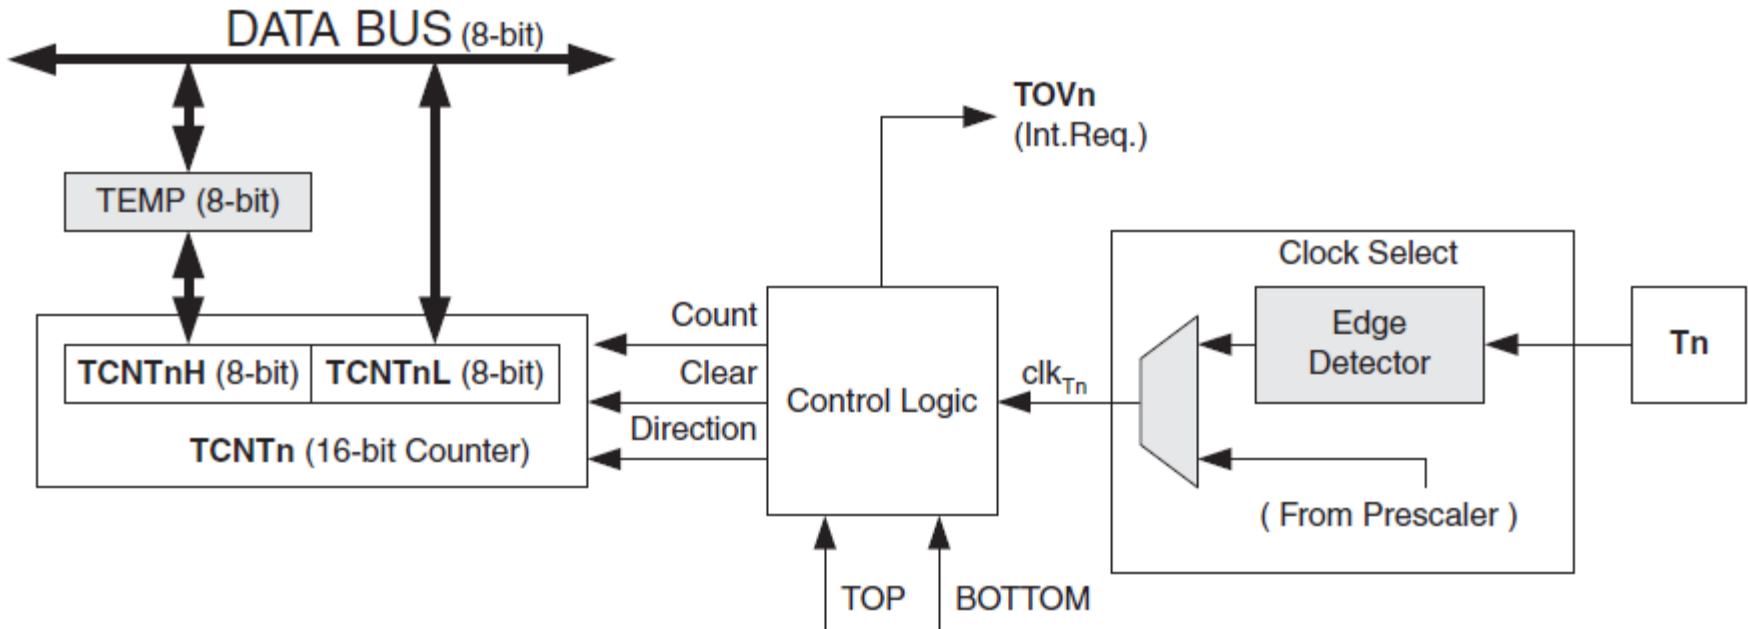 DATA BUS (8-bit)
TOVn
(Int.Req.)
TEMP (8-bit)
Clock Select
Count
Edge
Detector
Tn
TCNTnH (8-bit) TCNTnL (8-bit)
Clear
clkTn
Control Logic
Direction
TCNTn (16-bit Counter)
( From Prescaler )
TOP
BOTTOM